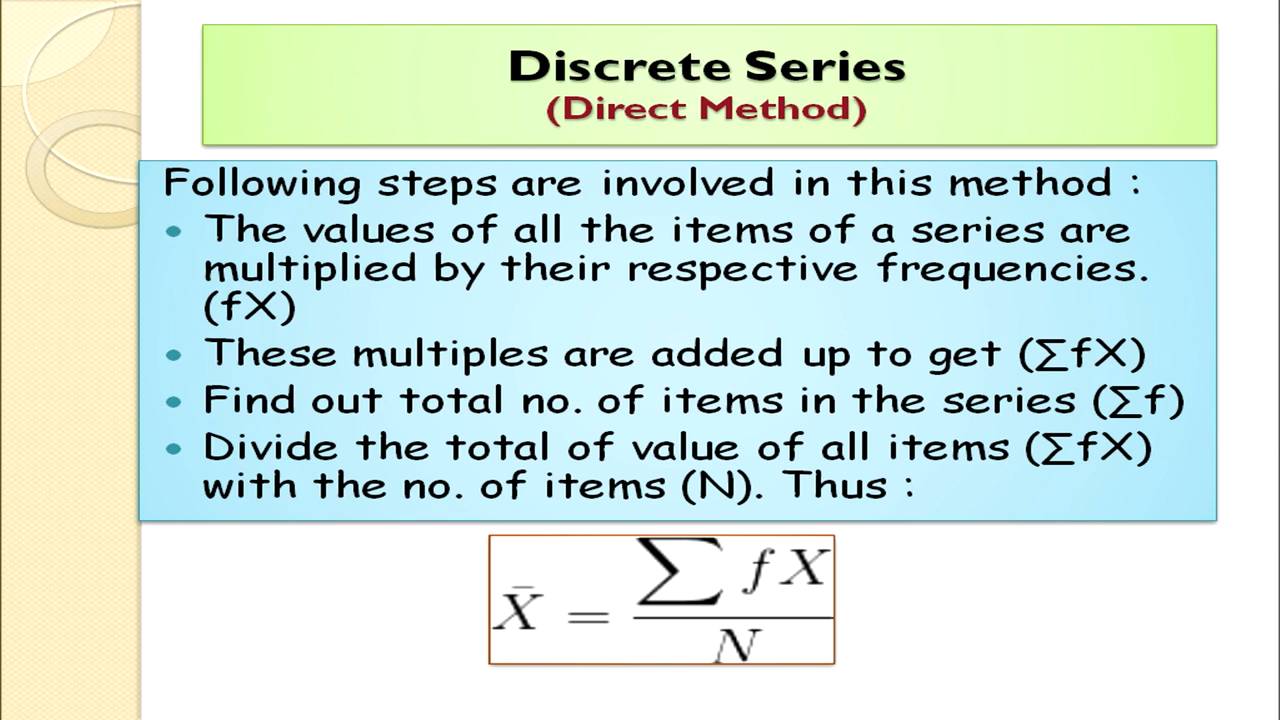 Discrete Series
(Direct Method)
Following steps are involved in this method :
• The values of all the items of a series are
multiplied by their respective frequencies.
(fX)
• These multiples are added up to get (∑fX)
• Find out total no. of items in the series (∑f)
• Divide the total of value of all items (∑fX)
with the no. of items (N). Thus :
X̄ = ∑ fX / N